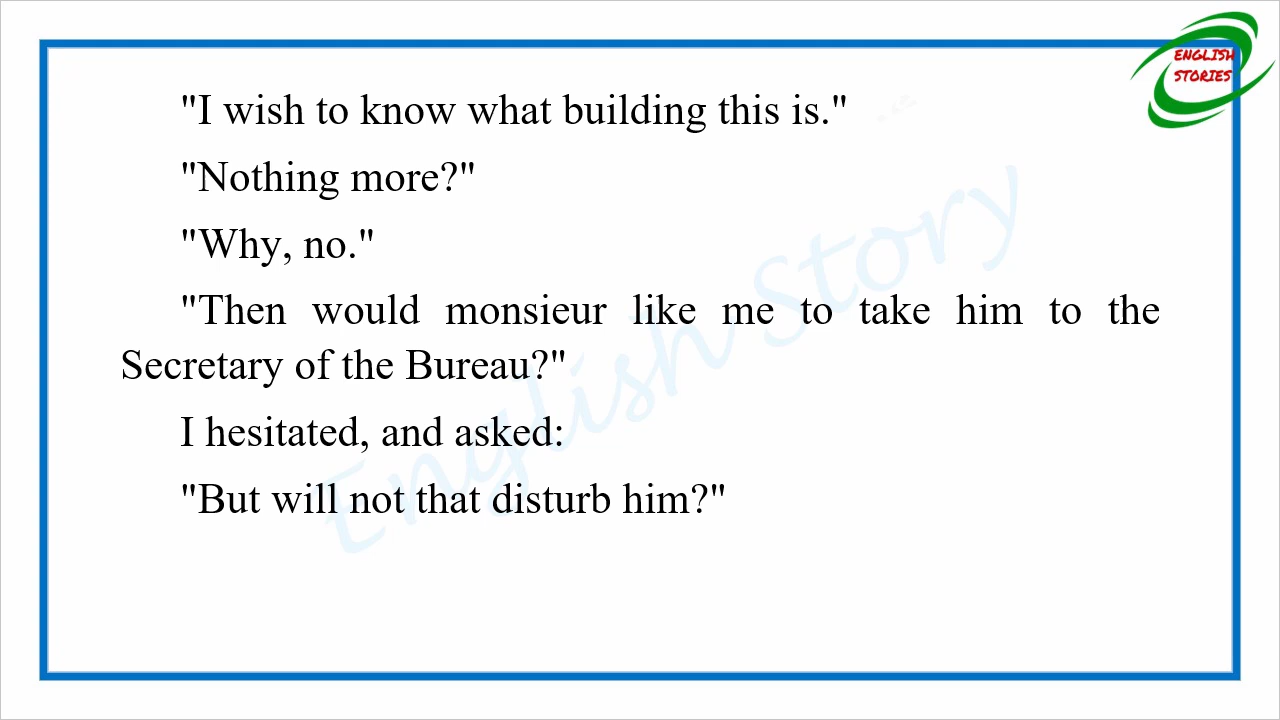 ENGLISH
STORIES
"I wish to know what building this is."
"Nothing more?"
"Why, no."
"Then would monsieur like me to take him to the
Secretary of the Bureau?"
I hesitated, and asked:
"But will not that disturb him?"
English Story